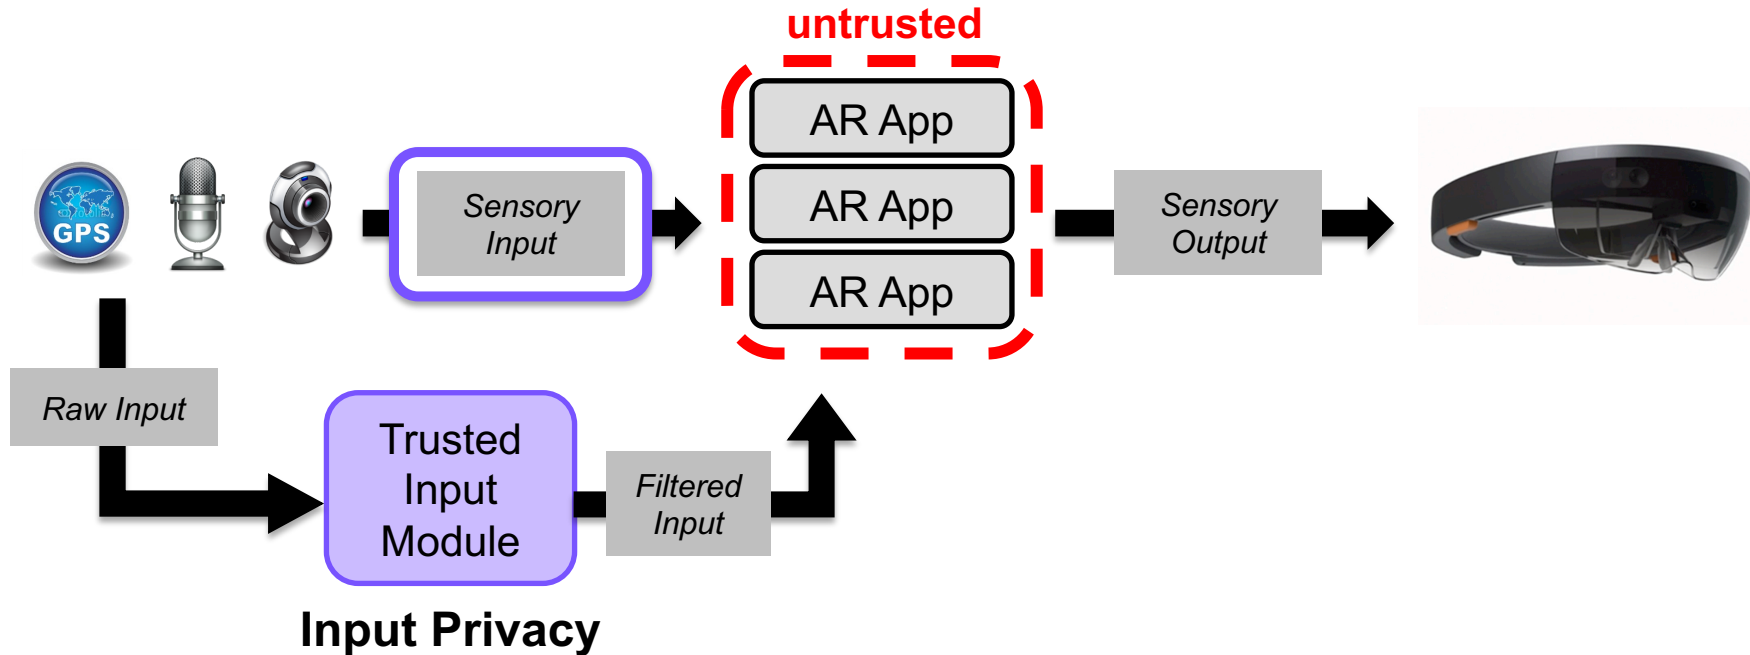 untrusted
AR App
AR App
AR App
GPS
Sensory
Input
Sensory
Output
Raw Input
Trusted
Input
Module
Filtered
Input
Input Privacy